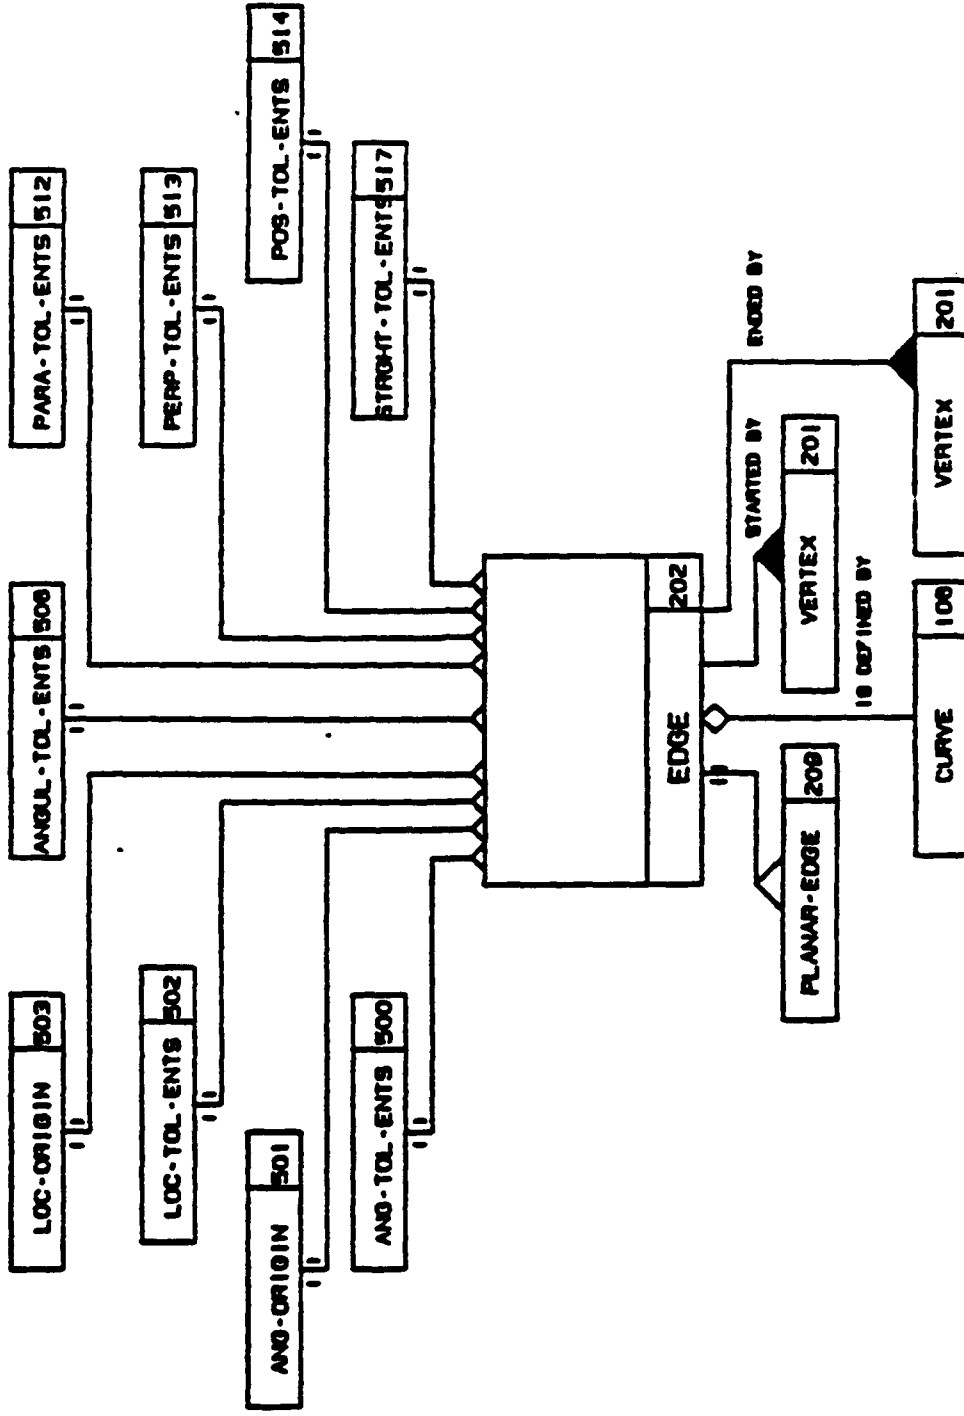 LOC-ORIGIN 503
ANGUL-TOL-ENTS 508
PARA-TOL-ENTS 512
LOC-TOL-ENTS 502
PERP-TOL-ENTS 513
ANG-ORIGIN 501
POS-TOL-ENTS 514
ANG-TOL-ENTS 500
STRGHT-TOL-ENTS 517
EDGE 202
STARTED BY
ENDED BY
PLANAR-EDGE 209
VERTEX 201
IS DEFINED BY
CURVE 106
VERTEX 201